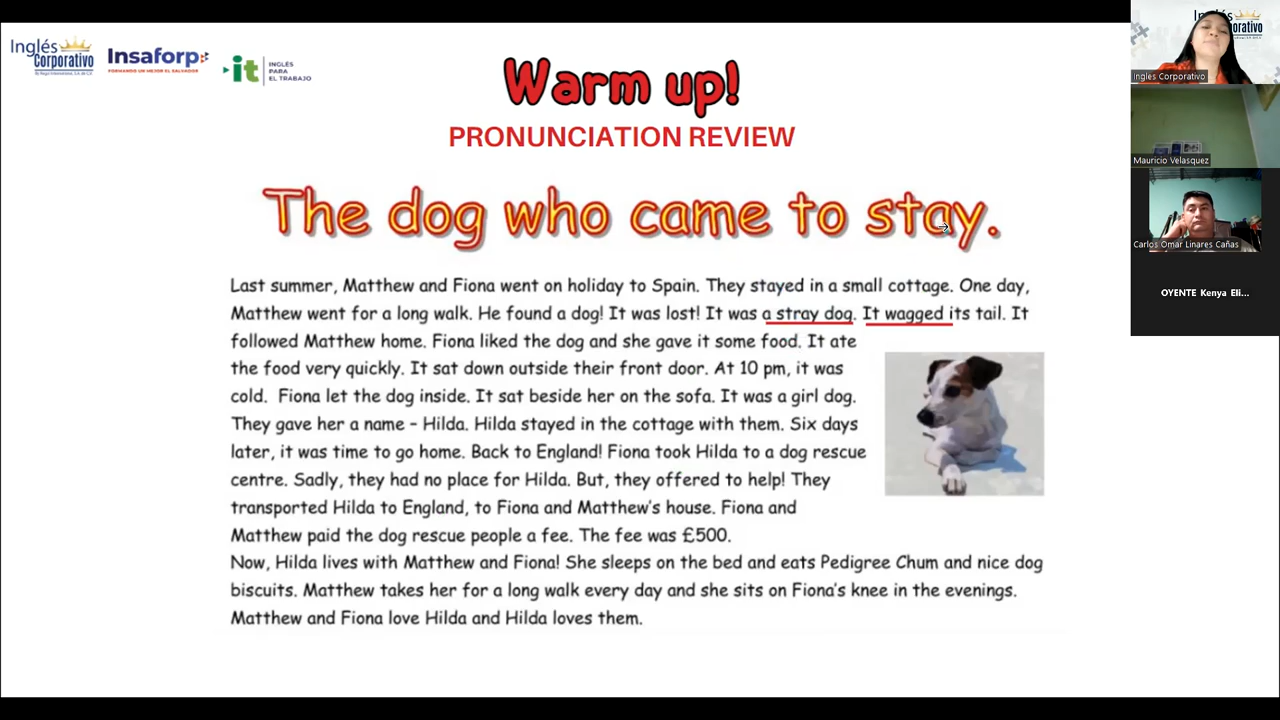 Inglés
Corporativo
Insaforp
FORMANDO UN MEJOR EL SALVADOR
it
INGLÉS
PARA
EL TRABAJO
Warm up!
PRONUNCIATION REVIEW
The dog who came to stay.
Last summer, Matthew and Fiona went on holiday to Spain. They stayed in a small cottage. One day,
Matthew went for a long walk. He found a dog! It was lost! It was a stray dog. It wagged its tail. It
followed Matthew home. Fiona liked the dog and she gave it some food. It ate
the food very quickly. It sat down outside their front door. At 10 pm, it was
cold. Fiona let the dog inside. It sat beside her on the sofa. It was a girl dog.
They gave her a name – Hilda. Hilda stayed in the cottage with them. Six days
later, it was time to go home. Back to England! Fiona took Hilda to a dog rescue
centre. Sadly, they had no place for Hilda. But, they offered to help! They
transported Hilda to England, to Fiona and Matthew's house. Fiona and
Matthew paid the dog rescue people a fee. The fee was £500.
Now, Hilda lives with Matthew and Fiona! She sleeps on the bed and eats Pedigree Chum and nice dog
biscuits. Matthew takes her for a long walk every day and she sits on Fiona's knee in the evenings.
Matthew and Fiona love Hilda and Hilda loves them.
Inglés Corporativo
Mauricio Velasquez
Carlos Omar Linares Cañas
OYENTE Kenya Eli...